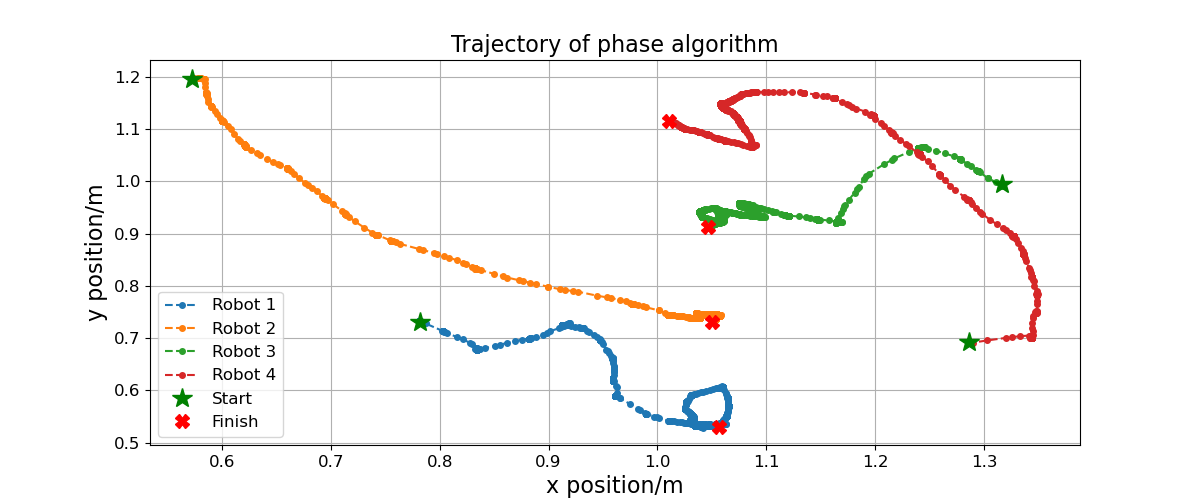 Trajectory of phase algorithm
y position/m
1.2
1.1
1.0
0.9
0.8
0.7
0.6
0.5
Robot 1
Robot 2
Robot 3
Robot 4
Start
Finish
0.6 0.7 0.8 0.9 1.0 1.1 1.2 1.3
x position/m